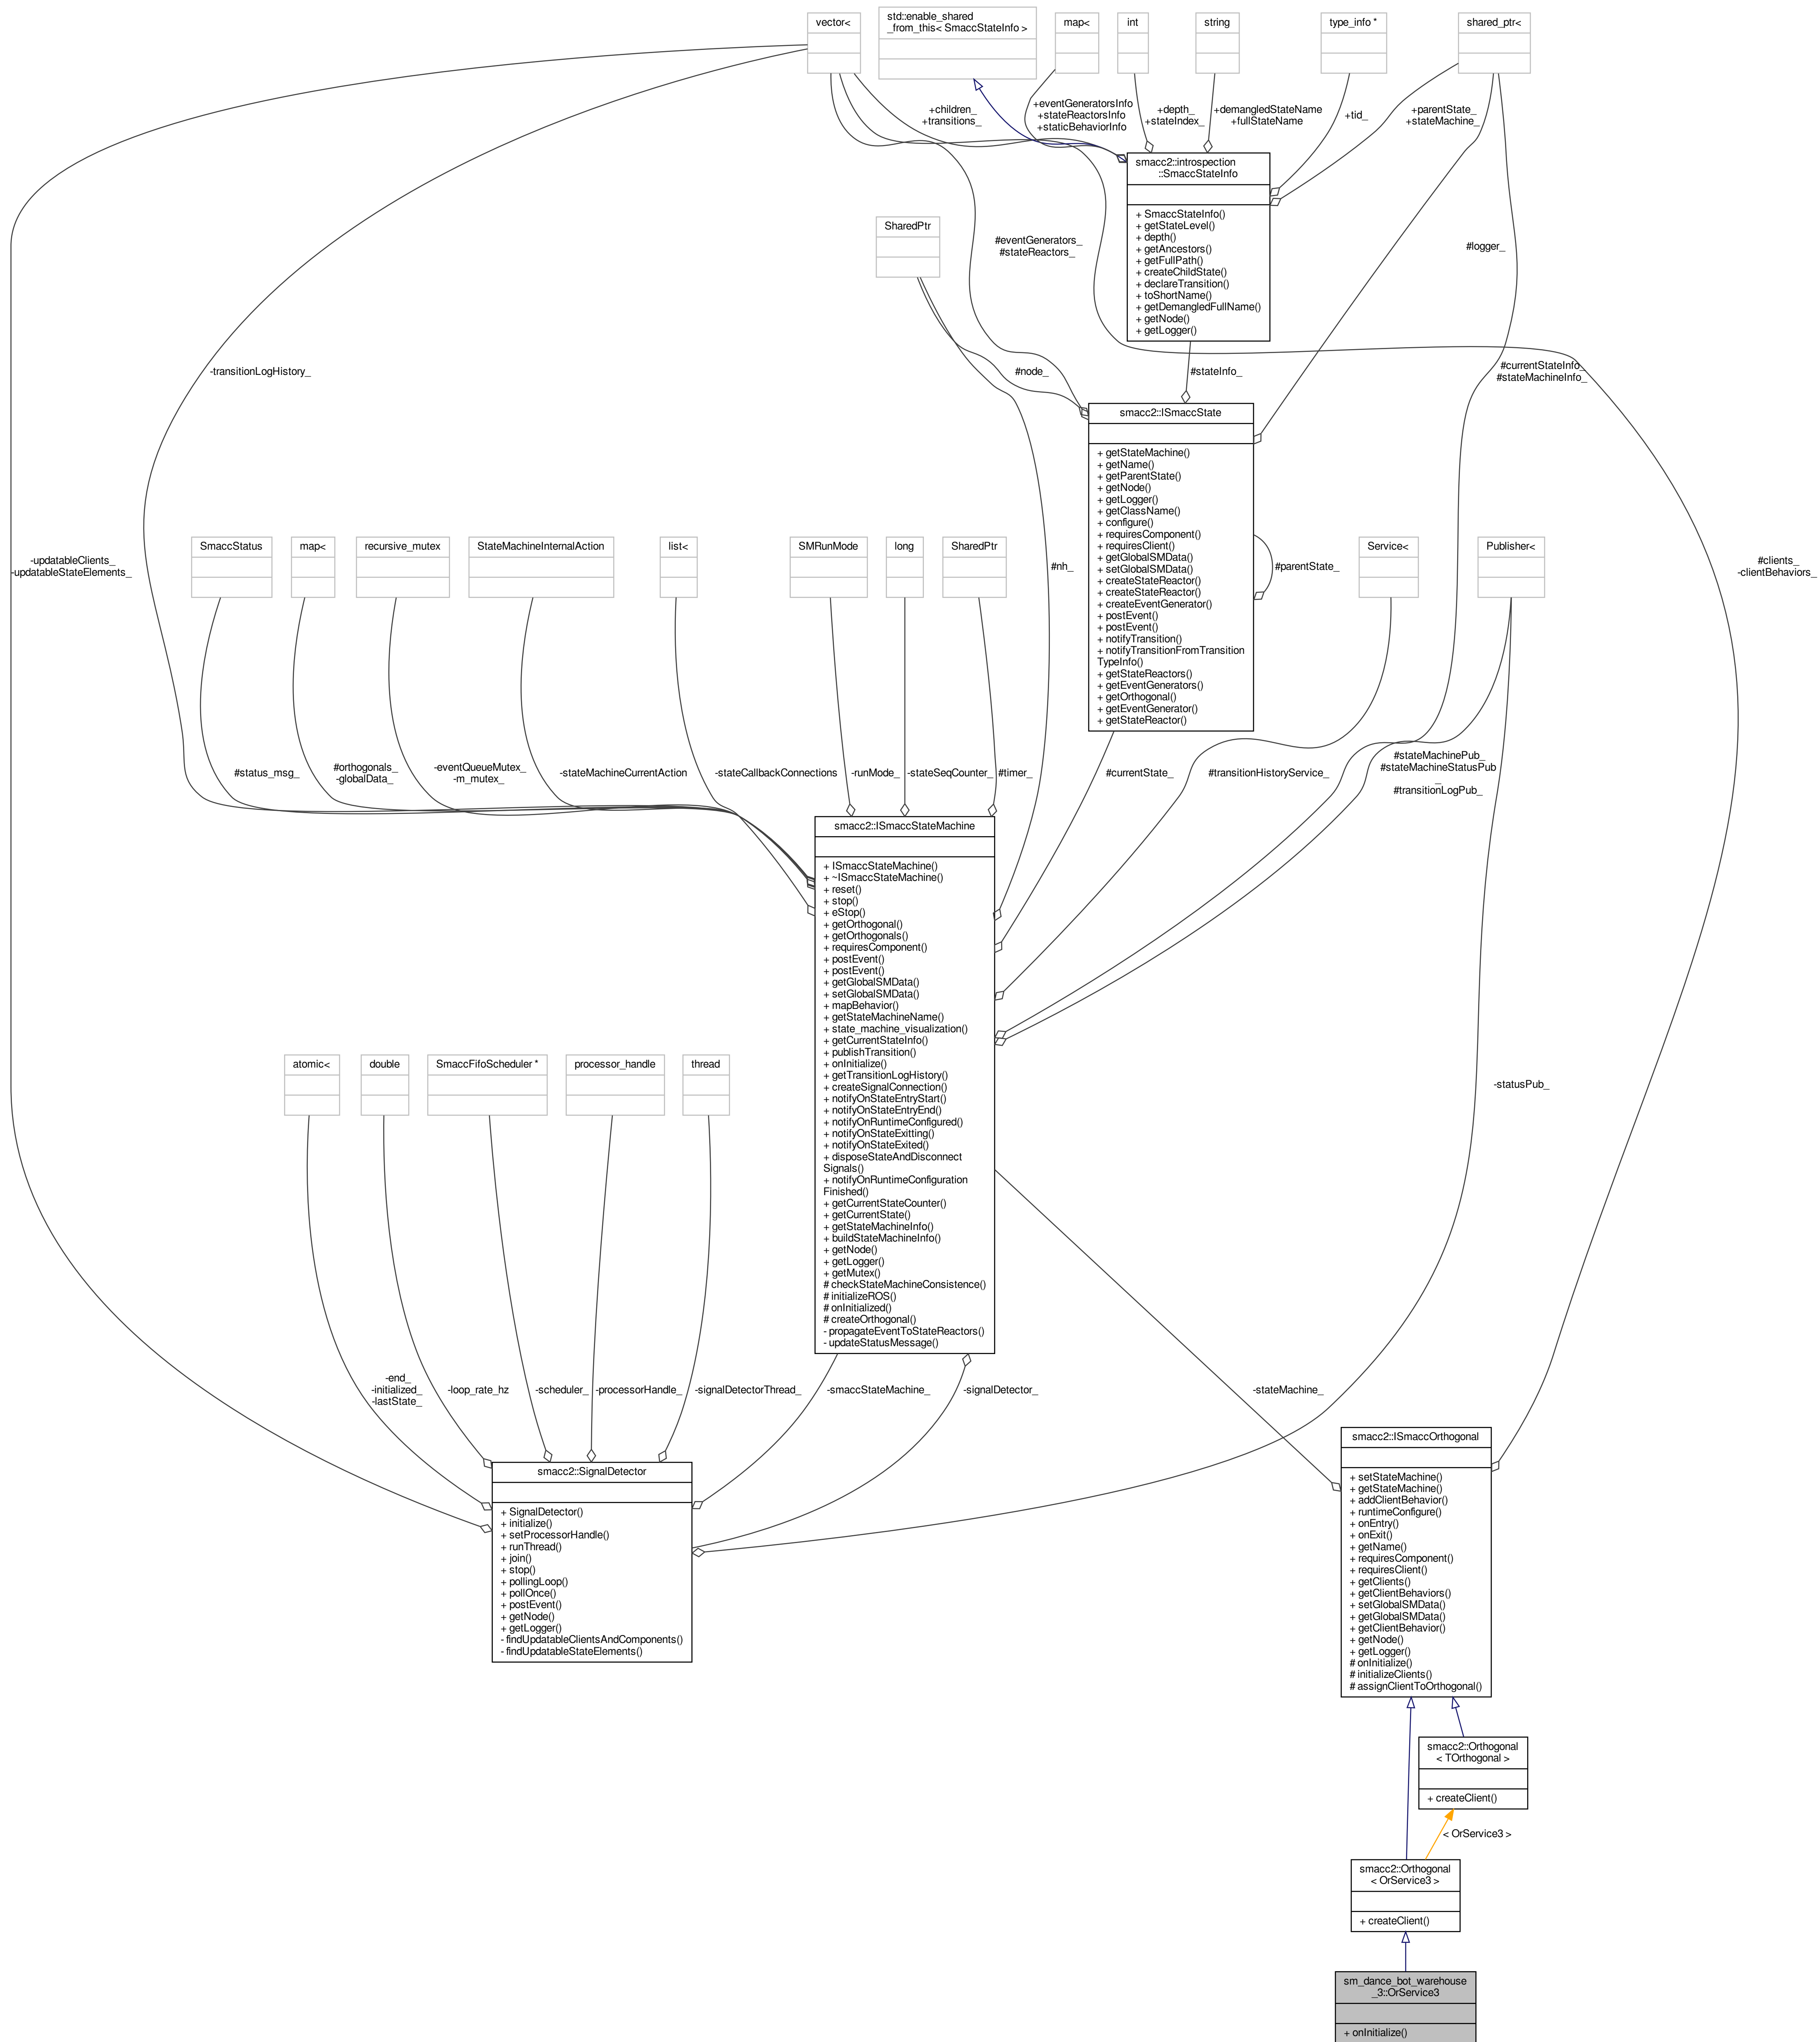 vector<
std::enable_shared
_from_this< SmaccStateInfo >
map<
int
string
type_info *
shared_ptr<
+children_
+transitions_
+eventGeneratorsInfo
+stateReactorsInfo
+staticBehaviorInfo
+depth_
+stateIndex_
+demangledStateName
+fullStateName
+tid_
+parentState_
+stateMachine_
smacc2::introspection
::SmaccStateInfo
+ SmaccStateInfo()
+ getStateLevel()
+ depth()
+ getAncestors()
+ getFullPath()
+ createChildState()
+ declareTransition()
+ toShortName()
+ getDemangledFullName()
+ getNode()
+ getLogger()
SharedPtr
#eventGenerators_
#stateReactors_
#logger_
-transitionLogHistory_
#node_
#stateInfo_
#currentStateInfo_
#stateMachineInfo_
smacc2::ISmaccState
+ getStateMachine()
+ getName()
+ getParentState()
+ getNode()
+ getLogger()
+ getClassName()
+ configure()
+ requiresComponent()
+ requiresClient()
+ getGlobalSMData()
+ setGlobalSMData()
+ createStateReactor()
+ createStateReactor()
+ createEventGenerator()
+ postEvent()
+ postEvent()
+ notifyTransition()
+ notifyTransitionFromTransition
TypeInfo()
+ getStateReactors()
+ getEventGenerators()
+ getOrthogonal()
+ getEventGenerator()
+ getStateReactor()
#parentState_
-updatableClients_
-updatableStateElements_
SmaccStatus
map<
recursive_mutex
StateMachineInternalAction
list<
SMRunMode
long
SharedPtr
#nh_
Service<
Publisher<
#clients_
-clientBehaviors_
#status_msg_
#orthogonals_
-globalData_
-eventQueueMutex_
-m_mutex_
-stateMachineCurrentAction
-stateCallbackConnections
-runMode_
-stateSeqCounter_
#timer_
#currentState_
#transitionHistoryService_
#stateMachinePub_
#stateMachineStatusPub
_
#transitionLogPub_
smacc2::ISmaccStateMachine
+ ISmaccStateMachine()
+ ~ISmaccStateMachine()
+ reset()
+ stop()
+ eStop()
+ getOrthogonal()
+ getOrthogonals()
+ requiresComponent()
+ postEvent()
+ postEvent()
+ getGlobalSMData()
+ setGlobalSMData()
+ mapBehavior()
+ getStateMachineName()
+ state_machine_visualization()
+ getCurrentStateInfo()
+ publishTransition()
+ onInitialize()
+ getTransitionLogHistory()
+ createSignalConnection()
+ notifyOnStateEntryStart()
+ notifyOnStateEntryEnd()
+ notifyOnRuntimeConfigured()
+ notifyOnStateExitting()
+ notifyOnStateExited()
+ disposeStateAndDisconnect
Signals()
+ notifyOnRuntimeConfiguration
Finished()
+ getCurrentStateCounter()
+ getCurrentState()
+ getStateMachineInfo()
+ buildStateMachineInfo()
+ getNode()
+ getLogger()
+ getMutex()
# checkStateMachineConsistence()
# initializeROS()
# onInitialized()
# createOrthogonal()
- propagateEventToStateReactors()
- updateStatusMessage()
atomic<
double
SmaccFifoScheduler *
processor_handle
thread
-statusPub_
-end_
-initialized_
-lastState_
-loop_rate_hz
-scheduler_
-processorHandle_
-signalDetectorThread_
-smaccStateMachine_
-signalDetector_
-stateMachine_
smacc2::SignalDetector
+ SignalDetector()
+ initialize()
+ setProcessorHandle()
+ runThread()
+ join()
+ stop()
+ pollingLoop()
+ pollOnce()
+ postEvent()
+ getNode()
+ getLogger()
- findUpdatableClientsAndComponents()
- findUpdatableStateElements()
smacc2::ISmaccOrthogonal
+ setStateMachine()
+ getStateMachine()
+ addClientBehavior()
+ runtimeConfigure()
+ onEntry()
+ onExit()
+ getName()
+ requiresComponent()
+ requiresClient()
+ getClients()
+ getClientBehaviors()
+ setGlobalSMData()
+ getGlobalSMData()
+ getClientBehavior()
+ getNode()
+ getLogger()
# onInitialize()
# initializeClients()
# assignClientToOrthogonal()
smacc2::Orthogonal
< TOrthogonal >
+ createClient()
< OrService3 >
smacc2::Orthogonal
< OrService3 >
+ createClient()
sm_dance_bot_warehouse
_3::OrService3
+ onInitialize()